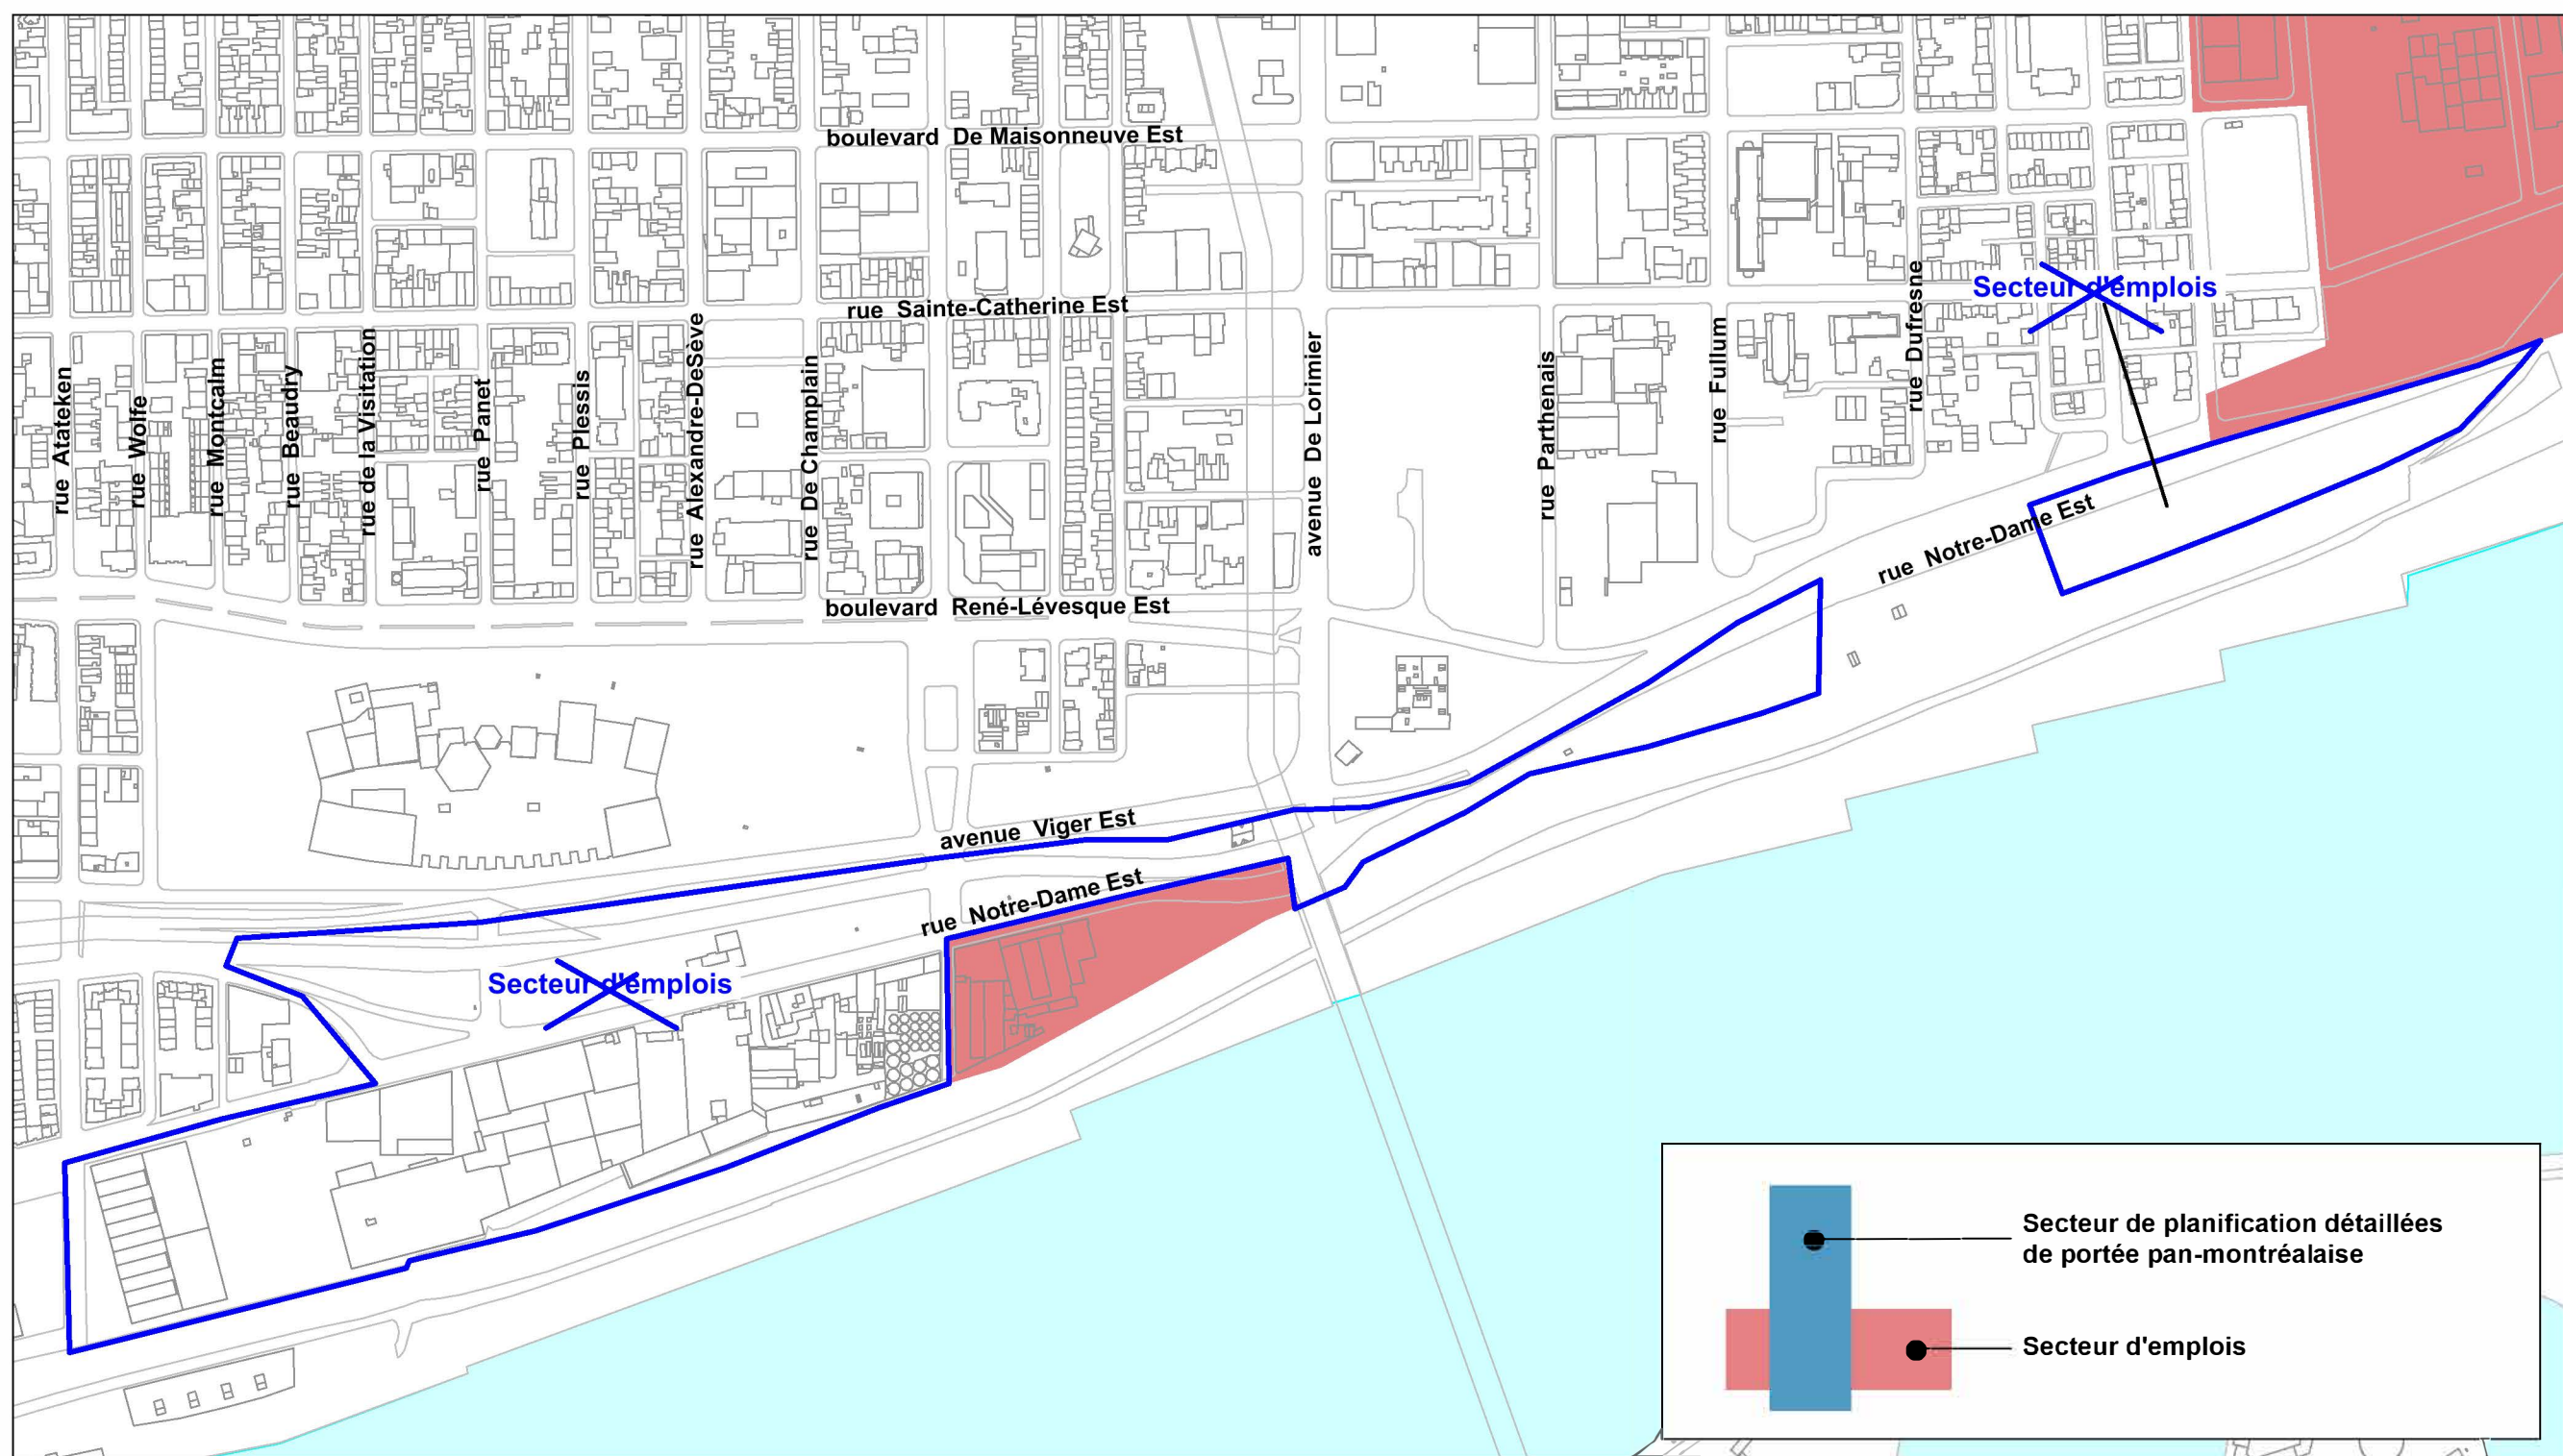 boulevard De Maisonneuve Est
rue Sainte-Catherine Est
Secteur d'emplois
rue Atateken
rue Wolfe
rue Montcalm
rue Beaudry
rue de la Visitation
rue Panet
rue Plessis
rue Alexandre-DeSève
rue De Champlain
avenue De Lorimier
rue Parthenais
rue Fullum
rue Dufresne
rue Notre-Dame Est
boulevard René-Lévesque Est
avenue Viger Est
rue Notre-Dame Est
Secteur d'emplois
Secteur de planification détaillées
de portée pan-montréalaise
Secteur d'emplois